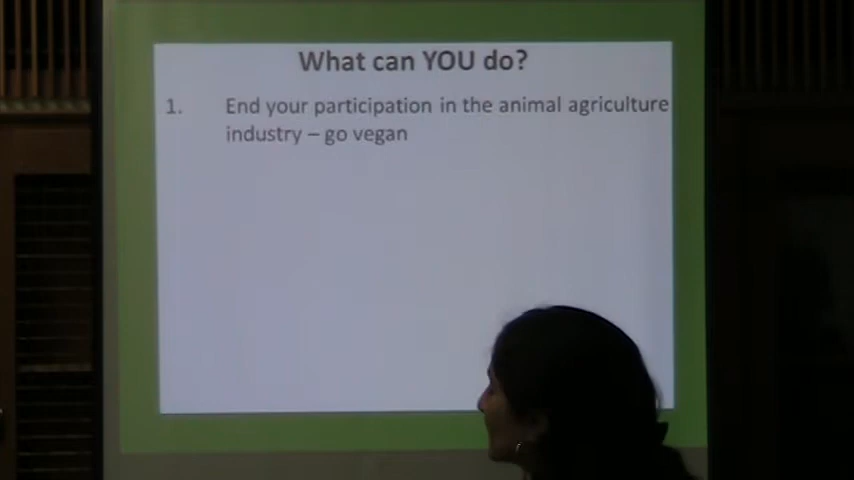 What can YOU do?
1. End your participation in the animal agriculture
industry – go vegan